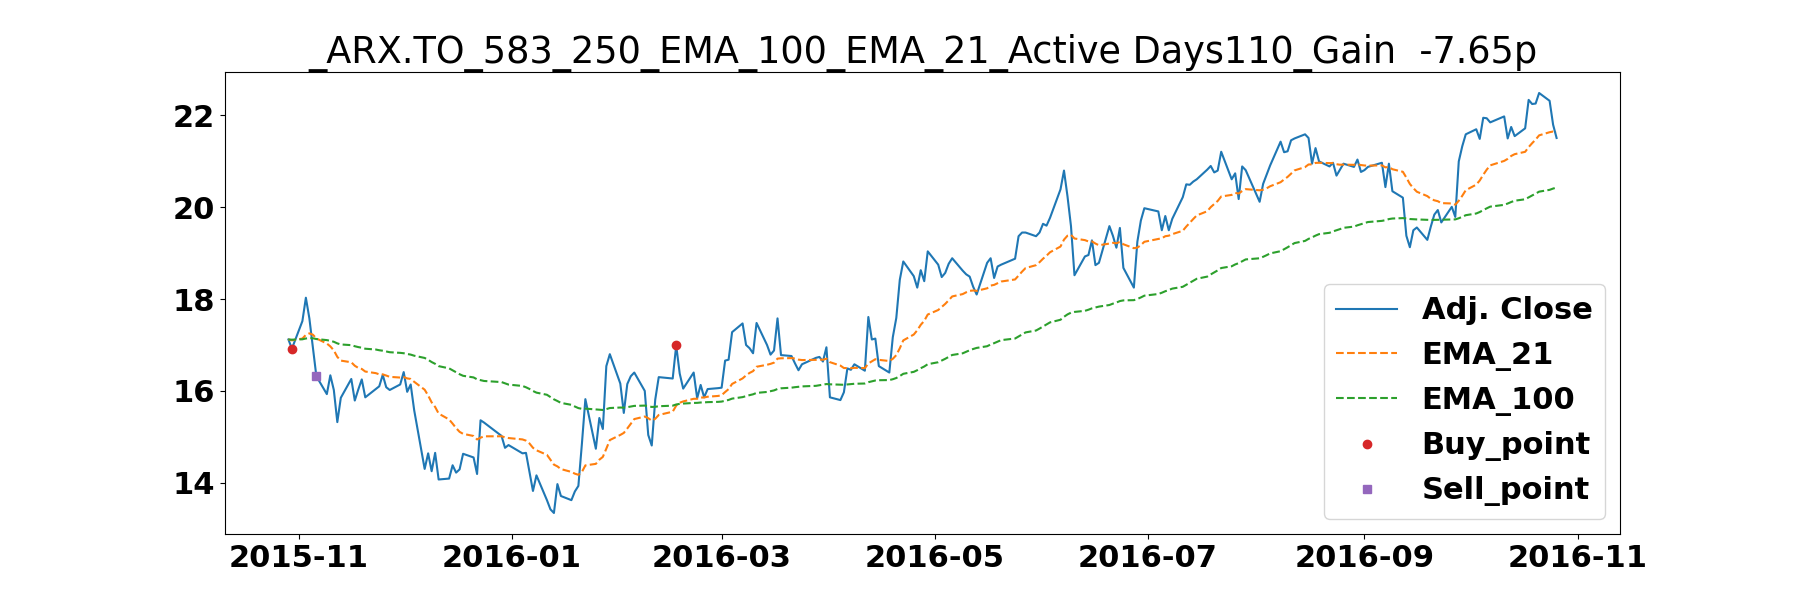 _ARX.TO_583_250_EMA_100_EMA_21_Active Days110_Gain  -7.65p
22
20
18
16
14
Adj. Close
EMA_21
EMA_100
Buy_point
Sell_point
2015-11 2016-01 2016-03 2016-05 2016-07 2016-09 2016-11